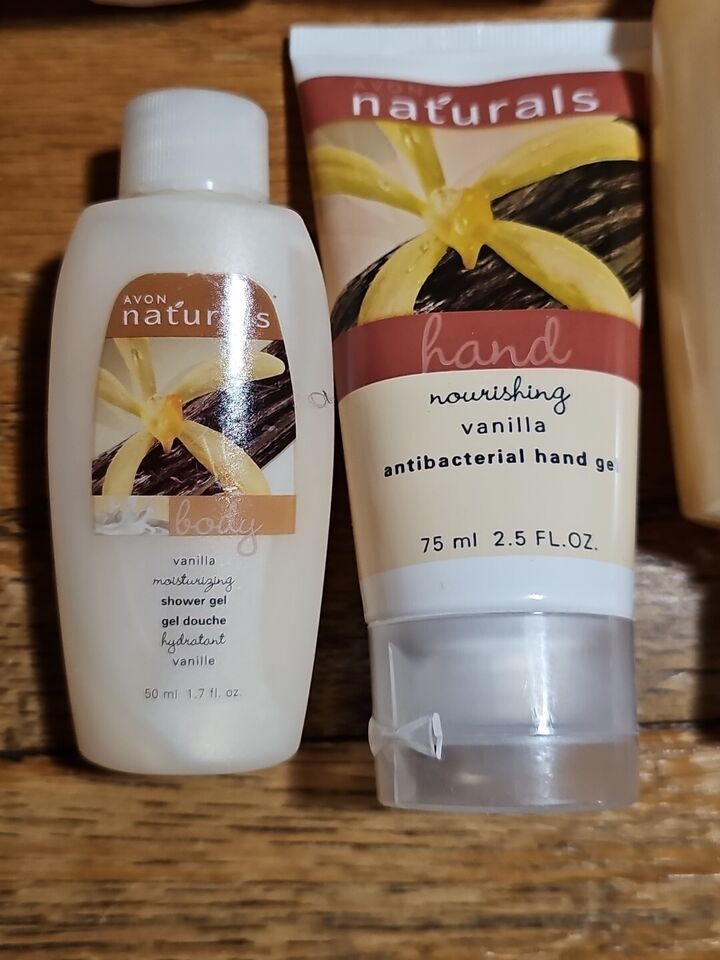 AVON
naturals
body
vanilla
moisturizing
shower gel
gel douche
hydratant
vanille
50 ml 1.7 fl. oz.
AVON
naturals
hand
nourishing
vanilla
antibacterial hand gel
75 ml 2.5 FL.OZ.